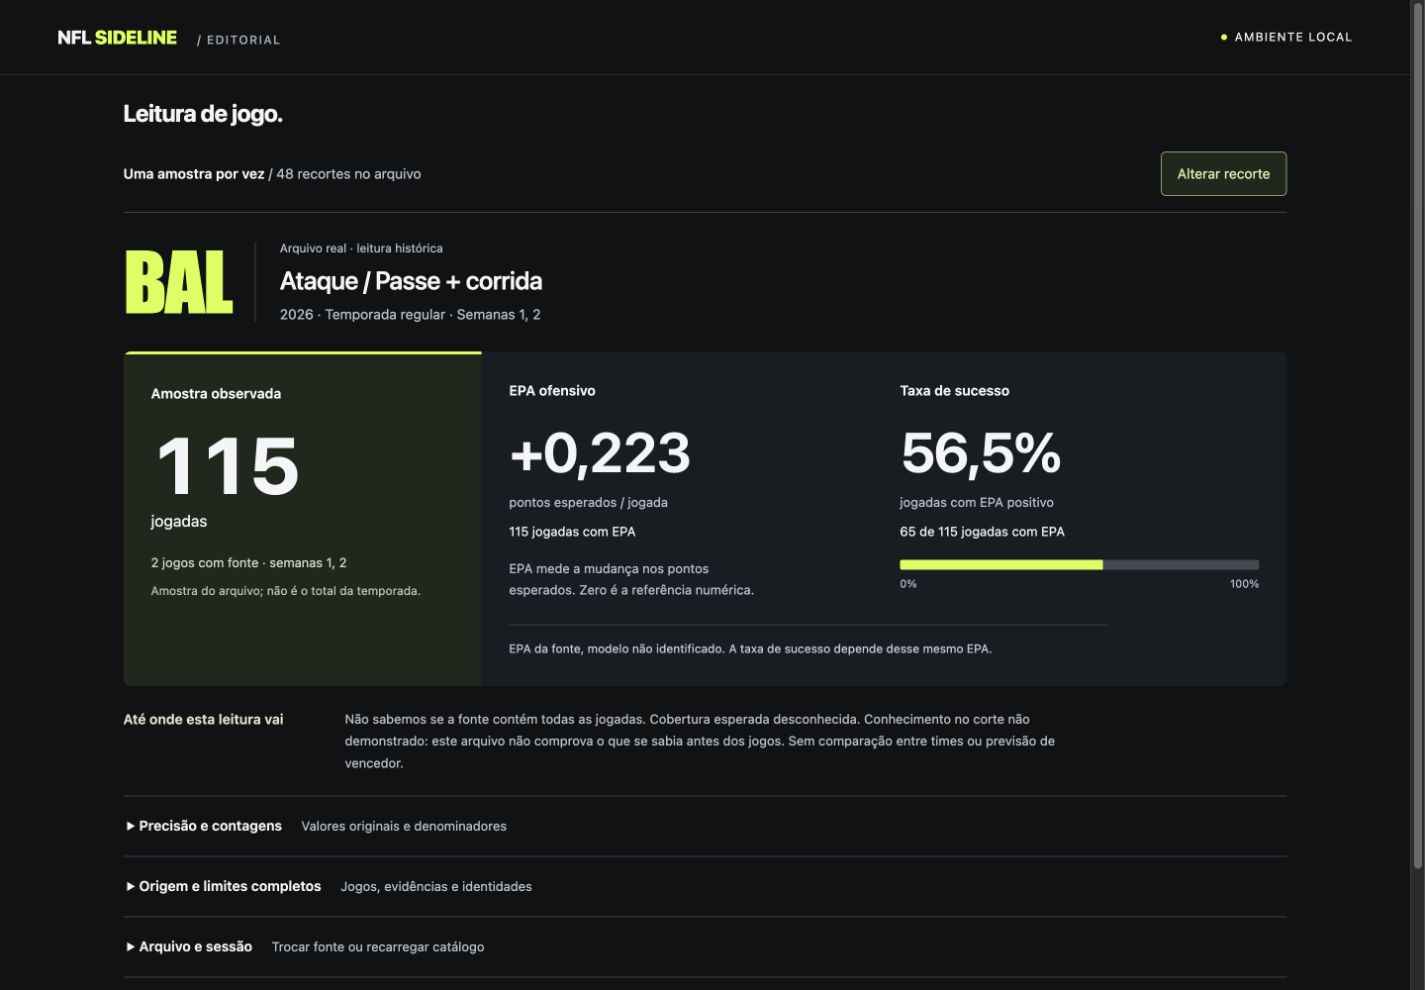 NFL SIDELINE / EDITORIAL
AMBIENTE LOCAL
Leitura de jogo.
Uma amostra por vez / 48 recortes no arquivo
Alterar recorte
BAL
Arquivo real · leitura histórica
Ataque / Passe + corrida
2026 · Temporada regular · Semanas 1, 2
Amostra observada
115
jogadas
2 jogos com fonte · semanas 1, 2
Amostra do arquivo; não é o total da temporada.
EPA ofensivo
+0,223
pontos esperados / jogada
115 jogadas com EPA
EPA mede a mudança nos pontos
esperados. Zero é a referência numérica.
Taxa de sucesso
56,5%
jogadas com EPA positivo
65 de 115 jogadas com EPA
0%
100%
EPA da fonte, modelo não identificado. A taxa de sucesso depende desse mesmo EPA.
Até onde esta leitura vai
Não sabemos se a fonte contém todas as jogadas. Cobertura esperada desconhecida. Conhecimento no corte não
demonstrado: este arquivo não comprova o que se sabia antes dos jogos. Sem comparação entre times ou previsão de
vencedor.
Precisão e contagens Valores originais e denominadores
Origem e limites completos Jogos, evidências e identidades
Arquivo e sessão Trocar fonte ou recarregar catálogo